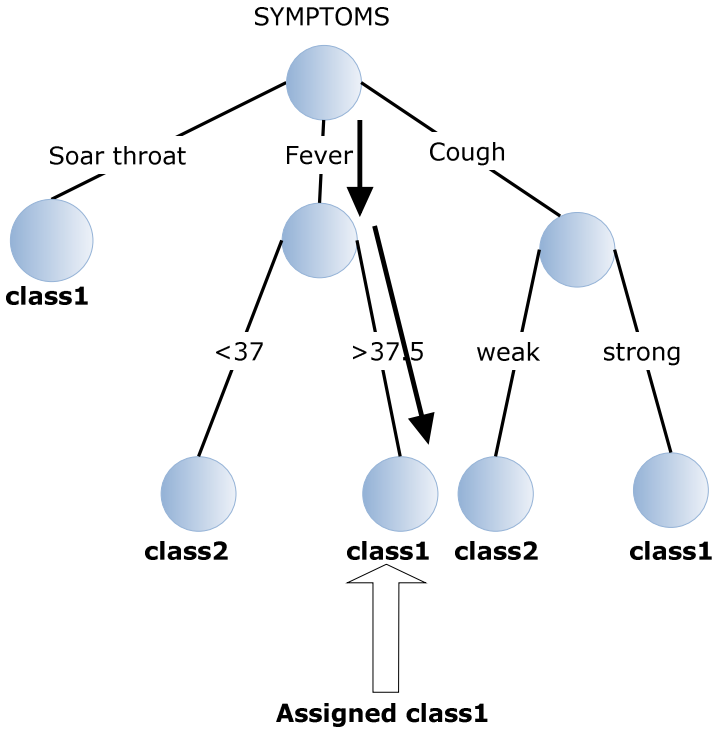 SYMPTOMS
Soar throat
Fever
Cough
class1
<37
>37.5
weak
strong
class2
class1
class2
class1
Assigned class1